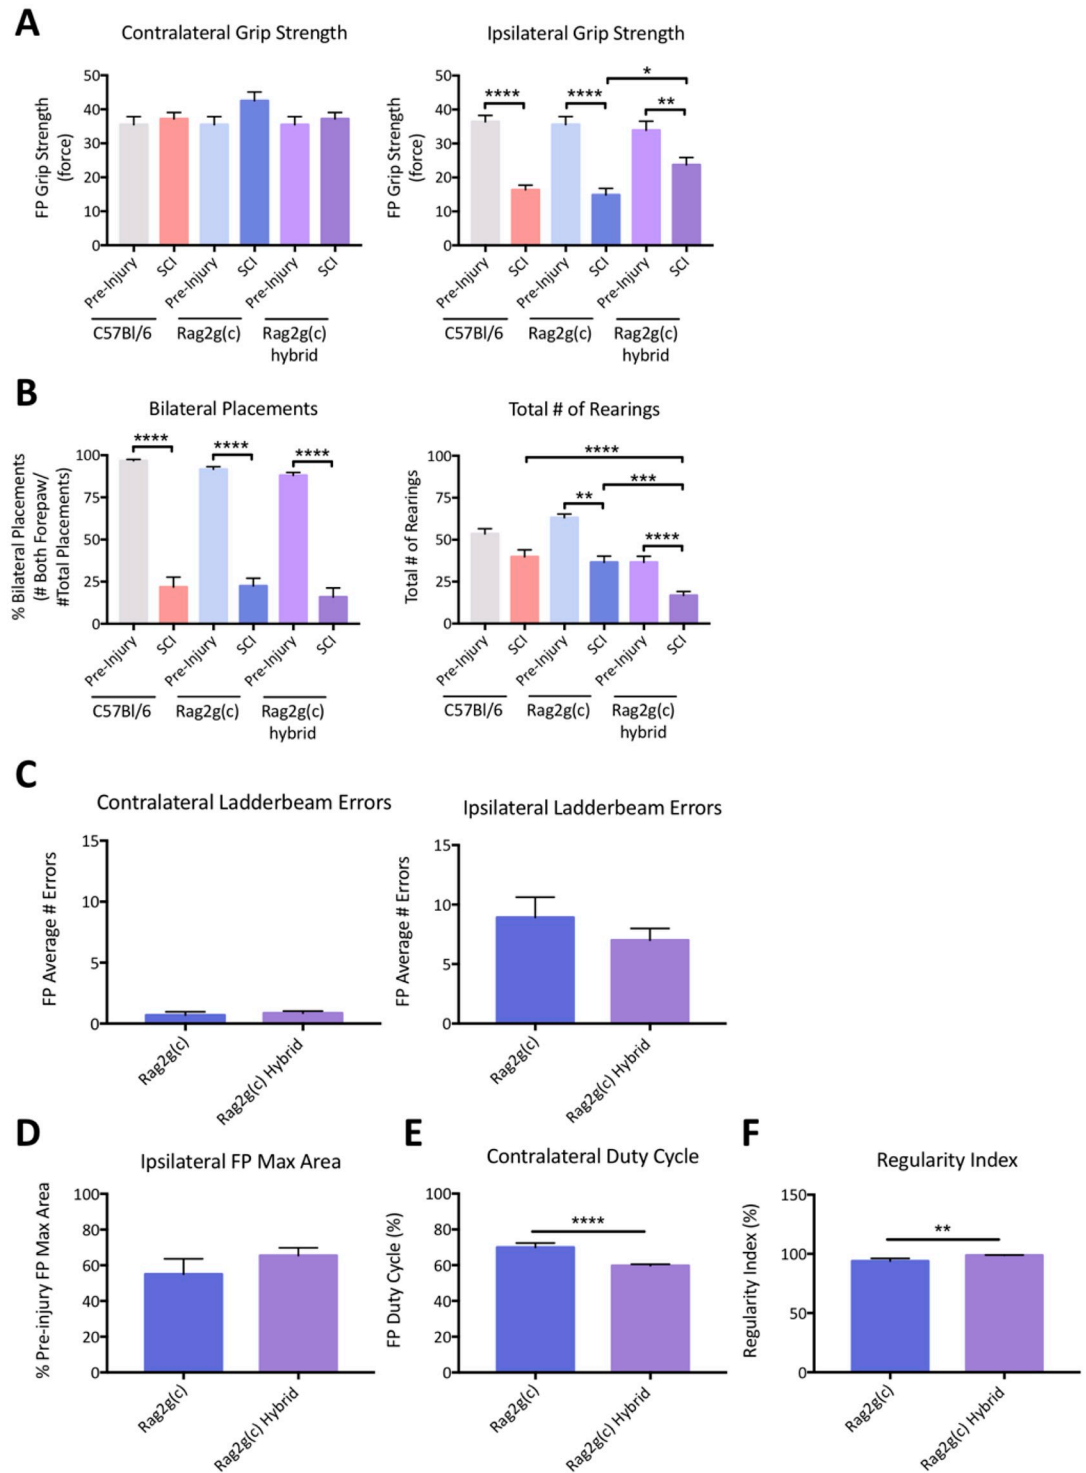 A
Contralateral Grip Strength
FP Grip Strength
(force)
50
40
30
20
10
0
Pre-Injury
SCI
Pre-Injury
SCI
Pre-Injury
SCI
C57Bl/6
Rag2g(c)
Rag2g(c)
hybrid
Ipsilateral Grip Strength
FP Grip Strength
(force)
50
40
30
20
10
0
****
****
*
**
Pre-Injury
SCI
Pre-Injury
SCI
Pre-Injury
SCI
C57Bl/6
Rag2g(c)
Rag2g(c)
hybrid
B
Bilateral Placements
% Bilateral Placements
(# Both Forepaw/
#Total Placements)
100
75
50
25
0
****
****
****
Pre-Injury
SCI
Pre-Injury
SCI
Pre-Injury
SCI
C57Bl/6
Rag2g(c)
Rag2g(c)
hybrid
Total # of Rearings
Total # of Rearings
100
75
50
25
0
****
***
**
****
Pre-Injury
SCI
Pre-Injury
SCI
Pre-Injury
SCI
C57Bl/6
Rag2g(c)
Rag2g(c)
hybrid
C
Contralateral Ladderbeam Errors
FP Average # Errors
15
10
5
0
Rag2g(c)
Rag2g(c) Hybrid
Ipsilateral Ladderbeam Errors
FP Average # Errors
15
10
5
0
Rag2g(c)
Rag2g(c) Hybrid
D
Ipsilateral FP Max Area
% Pre-injury FP Max Area
100
80
60
40
20
0
Rag2g(c)
Rag2g(c) Hybrid
E
Contralateral Duty Cycle
FP Duty Cycle (%)
100
80
60
40
20
0
****
Rag2g(c)
Rag2g(c) Hybrid
F
Regularity Index
Regularity Index (%)
150
100
50
0
**
Rag2g(c)
Rag2g(c) Hybrid